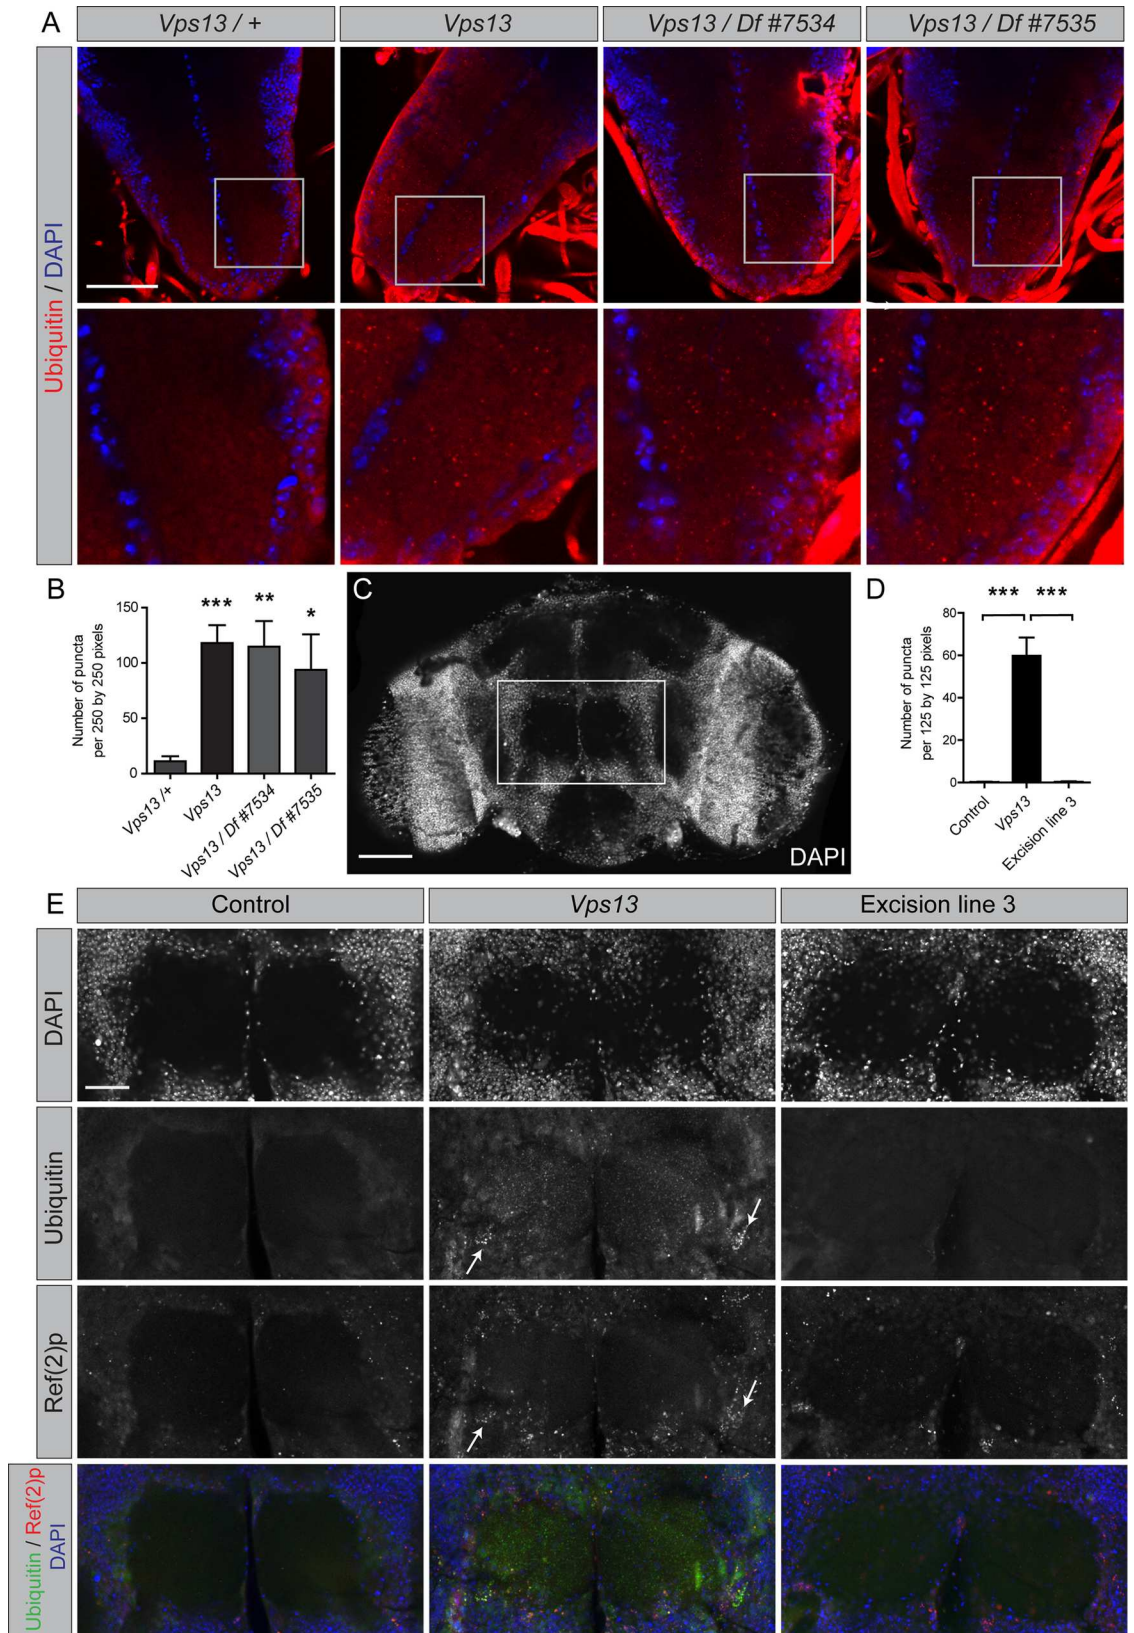 A
Vps13 / +
Vps13
Vps13 / Df #7534
Vps13 / Df #7535
Ubiquitin / DAPI
B
Number of puncta
per 250 by 250 pixels
150
100
50
0
***
**
*
Vps13 /+
Vps13
Vps13 / Df #7534
Vps13 / Df #7535
C
DAPI
D
Number of puncta
per 125 by 125 pixels
80
60
40
20
0
*** ***
Control
Vps13
Excision line 3
E
Control
Vps13
Excision line 3
DAPI
Ubiquitin
Ref(2)p
Ubiquitin / Ref(2)p
DAPI